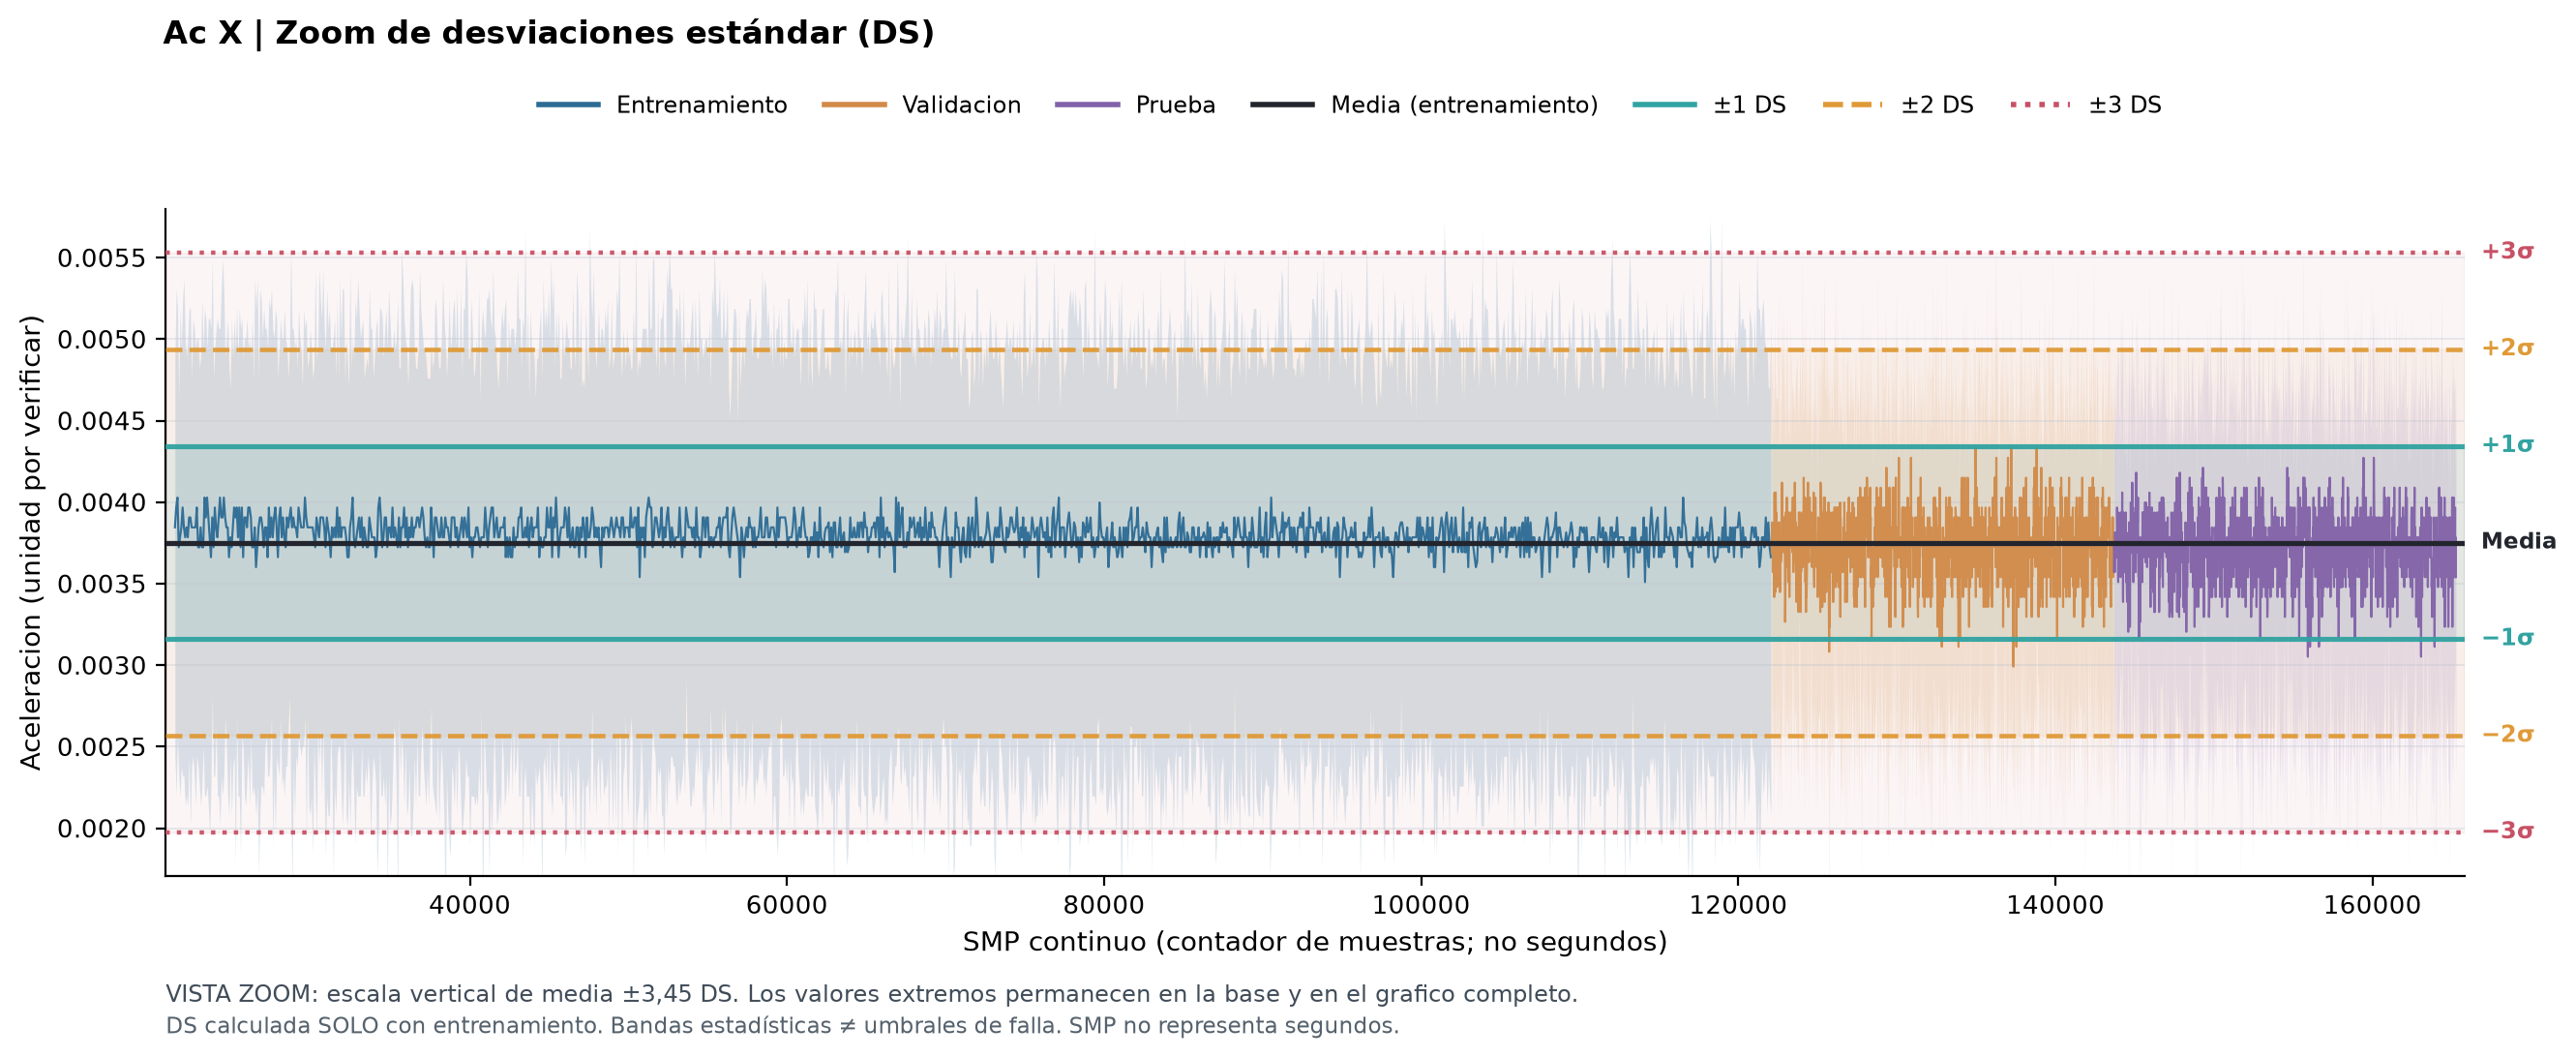 Ac X | Zoom de desviaciones estándar (DS)
Entrenamiento Validacion Prueba Media (entrenamiento) ±1 DS ±2 DS ±3 DS
Aceleracion (unidad por verificar)
0.0055
0.0050
0.0045
0.0040
0.0035
0.0030
0.0025
0.0020
+3σ
+2σ
+1σ
Media
−1σ
−2σ
−3σ
40000 60000 80000 100000 120000 140000 160000
SMP continuo (contador de muestras; no segundos)
VISTA ZOOM: escala vertical de media ±3,45 DS. Los valores extremos permanecen en la base y en el grafico completo.
DS calculada SOLO con entrenamiento. Bandas estadísticas ≠ umbrales de falla. SMP no representa segundos.